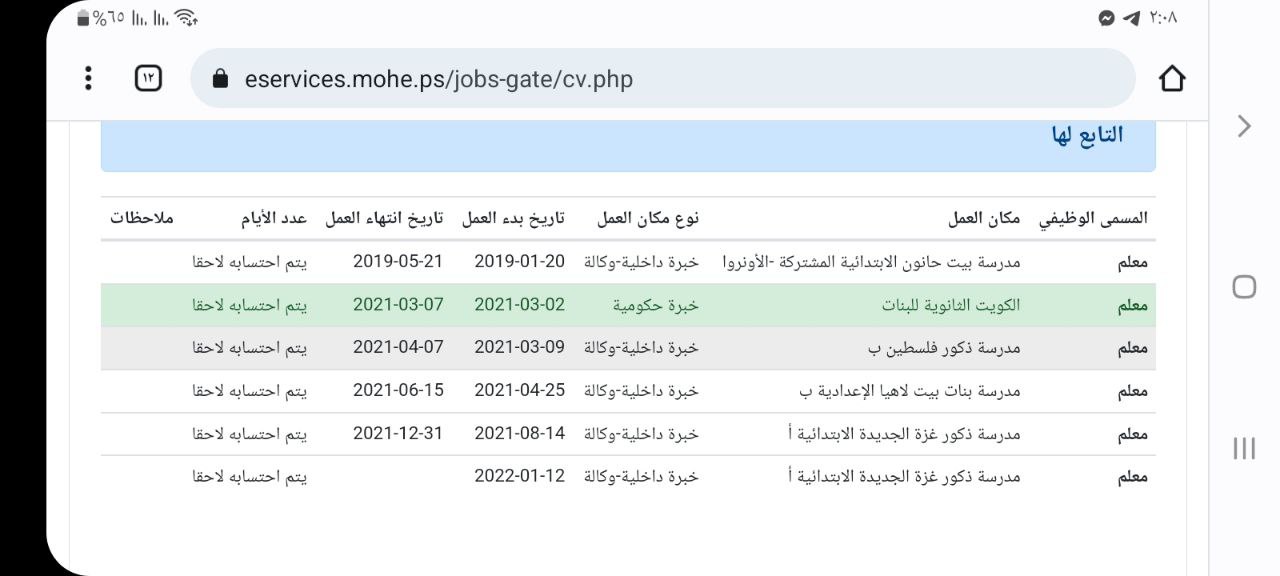 %٦٥ ٢:٠٨
١٢ eservices.mohe.ps/jobs-gate/cv.php
التابع لها
المسمى الوظيفي مكان العمل نوع مكان العمل تاريخ بدء العمل تاريخ انتهاء العمل عدد الأيام ملاحظات
معلم مدرسة بيت حانون الابتدائية المشتركة -الأونروا خبرة داخلية-وكالة 2019-01-20 2019-05-21 يتم احتسابه لاحقا
معلم الكويت الثانوية للبنات خبرة حكومية 2021-03-02 2021-03-07 يتم احتسابه لاحقا
معلم مدرسة ذكور فلسطين ب خبرة داخلية-وكالة 2021-03-09 2021-04-07 يتم احتسابه لاحقا
معلم مدرسة بنات بيت لاهيا الإعدادية ب خبرة داخلية-وكالة 2021-04-25 2021-06-15 يتم احتسابه لاحقا
معلم مدرسة ذكور غزة الجديدة الابتدائية أ خبرة داخلية-وكالة 2021-08-14 2021-12-31 يتم احتسابه لاحقا
معلم مدرسة ذكور غزة الجديدة الابتدائية أ خبرة داخلية-وكالة 2022-01-12 يتم احتسابه لاحقا